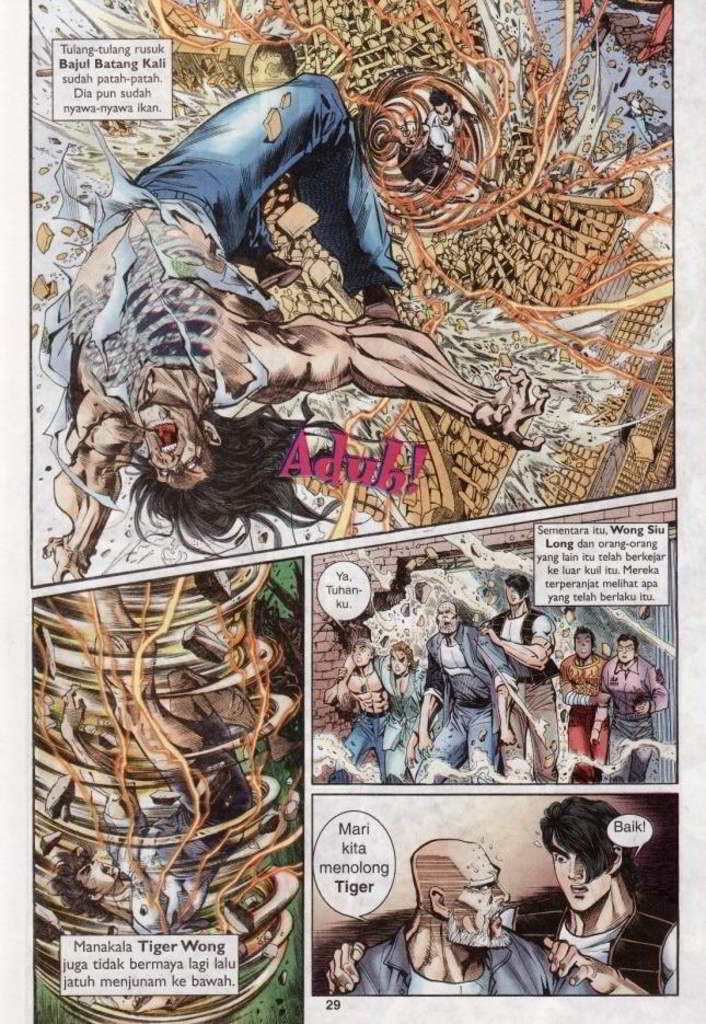 Tulang-tulang rusuk
Bajul Batang Kali
sudah patah-patah.
Dia pun sudah
nyawa-nyawa ikan.
Aduh!
Sementara itu, Wong Siu
Long dan orang-orang
yang lain itu telah berkejar
ke luar kuil itu. Mereka
terperanjat melihat apa
yang telah berlaku itu.
Ya,
Tuhan-
ku.
Manakala Tiger Wong
juga tidak bermaya lagi lalu
jatuh menjunam ke bawah.
Mari
kita
menolong
Tiger
Baik!
29